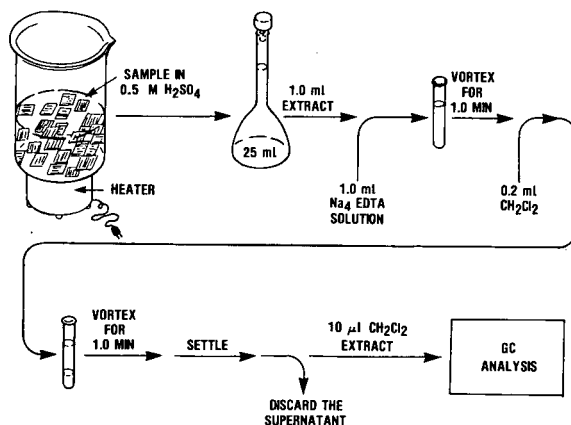 SAMPLE IN
0.5 M H₂SO₄
HEATER
25 ml
1.0 ml
EXTRACT
1.0 ml
Na₄ EDTA
SOLUTION
VORTEX
FOR
1.0 MIN
0.2 ml
CH₂Cl₂
VORTEX
FOR
1.0 MIN
SETTLE
DISCARD THE
SUPERNATANT
10 μl CH₂Cl₂
EXTRACT
GC
ANALYSIS